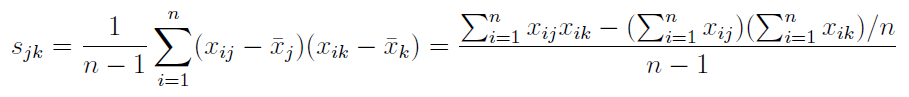 s_{jk} = \frac{1}{n-1} \sum_{i=1}^{n} (x_{ij} - \bar{x}_j)(x_{ik} - \bar{x}_k) = \frac{\sum_{i=1}^{n} x_{ij} x_{ik} - (\sum_{i=1}^{n} x_{ij})(\sum_{i=1}^{n} x_{ik})/n}{n-1}